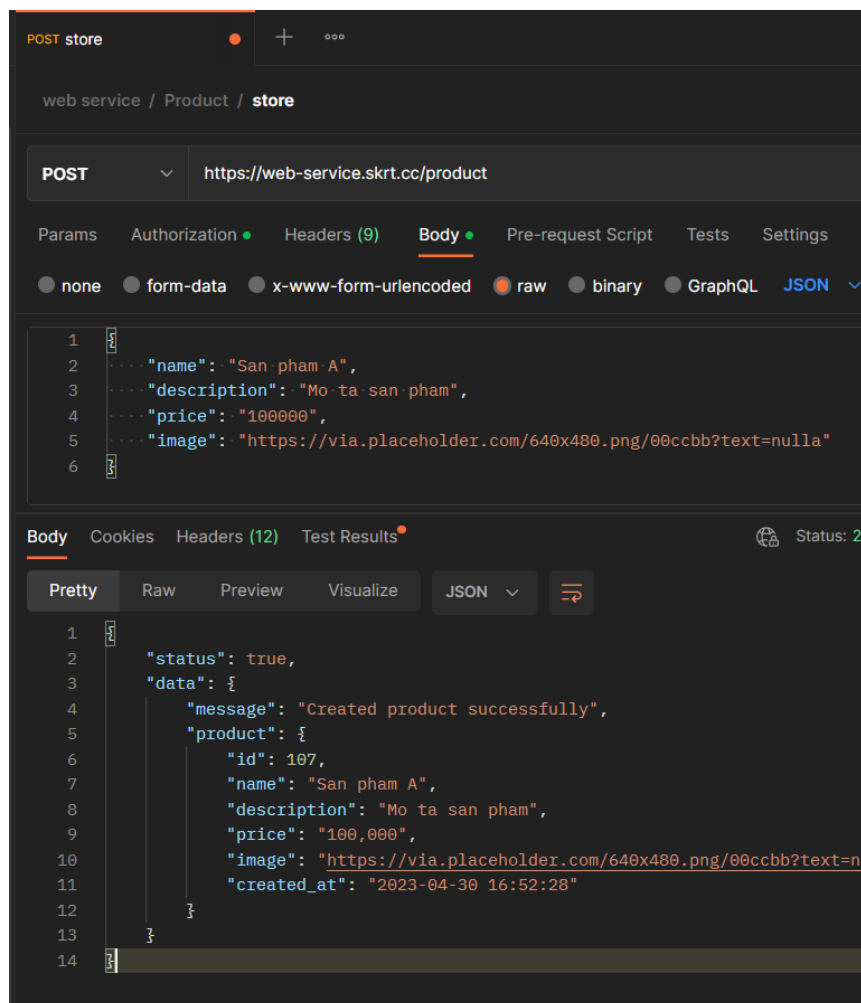 POST store
web service / Product / store
POST https://web-service.skrt.cc/product
Params Authorization Headers (9) Body Pre-request Script Tests Settings
none form-data x-www-form-urlencoded raw binary GraphQL JSON
1 {
2 "name": "San pham A",
3 "description": "Mo ta san pham",
4 "price": "100000",
5 "image": "https://via.placeholder.com/640x480.png/00ccbb?text=nulla"
6 }
Body Cookies Headers (12) Test Results Status: 2
Pretty Raw Preview Visualize JSON
1 {
2 "status": true,
3 "data": {
4 "message": "Created product successfully",
5 "product": {
6 "id": 107,
7 "name": "San pham A",
8 "description": "Mo ta san pham",
9 "price": "100,000",
10 "image": "https://via.placeholder.com/640x480.png/00ccbb?text=n
11 "created_at": "2023-04-30 16:52:28"
12 }
13 }
14 }